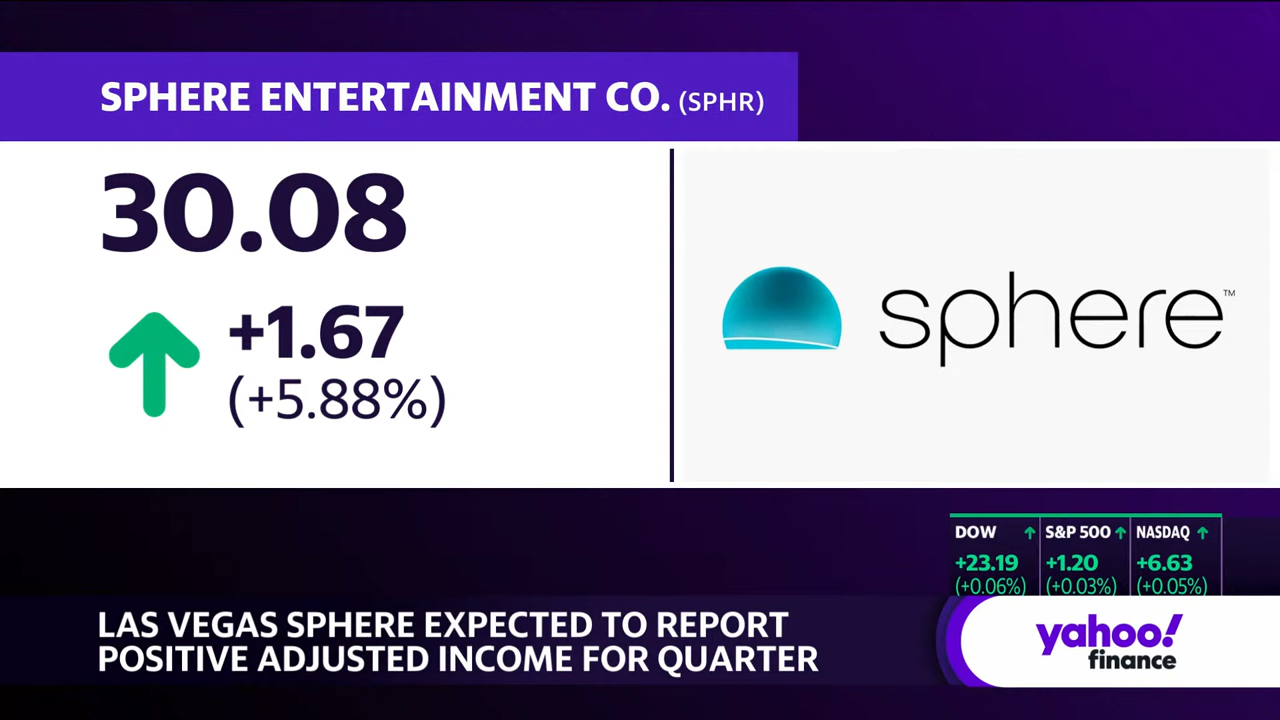 SPHERE ENTERTAINMENT CO. (SPHR)
30.08
+1.67
(+5.88%)
sphere™
DOW S&P 500 NASDAQ
+23.19 +1.20 +6.63
(+0.06%) (+0.03%) (+0.05%)
LAS VEGAS SPHERE EXPECTED TO REPORT
POSITIVE ADJUSTED INCOME FOR QUARTER
yahoo!
finance